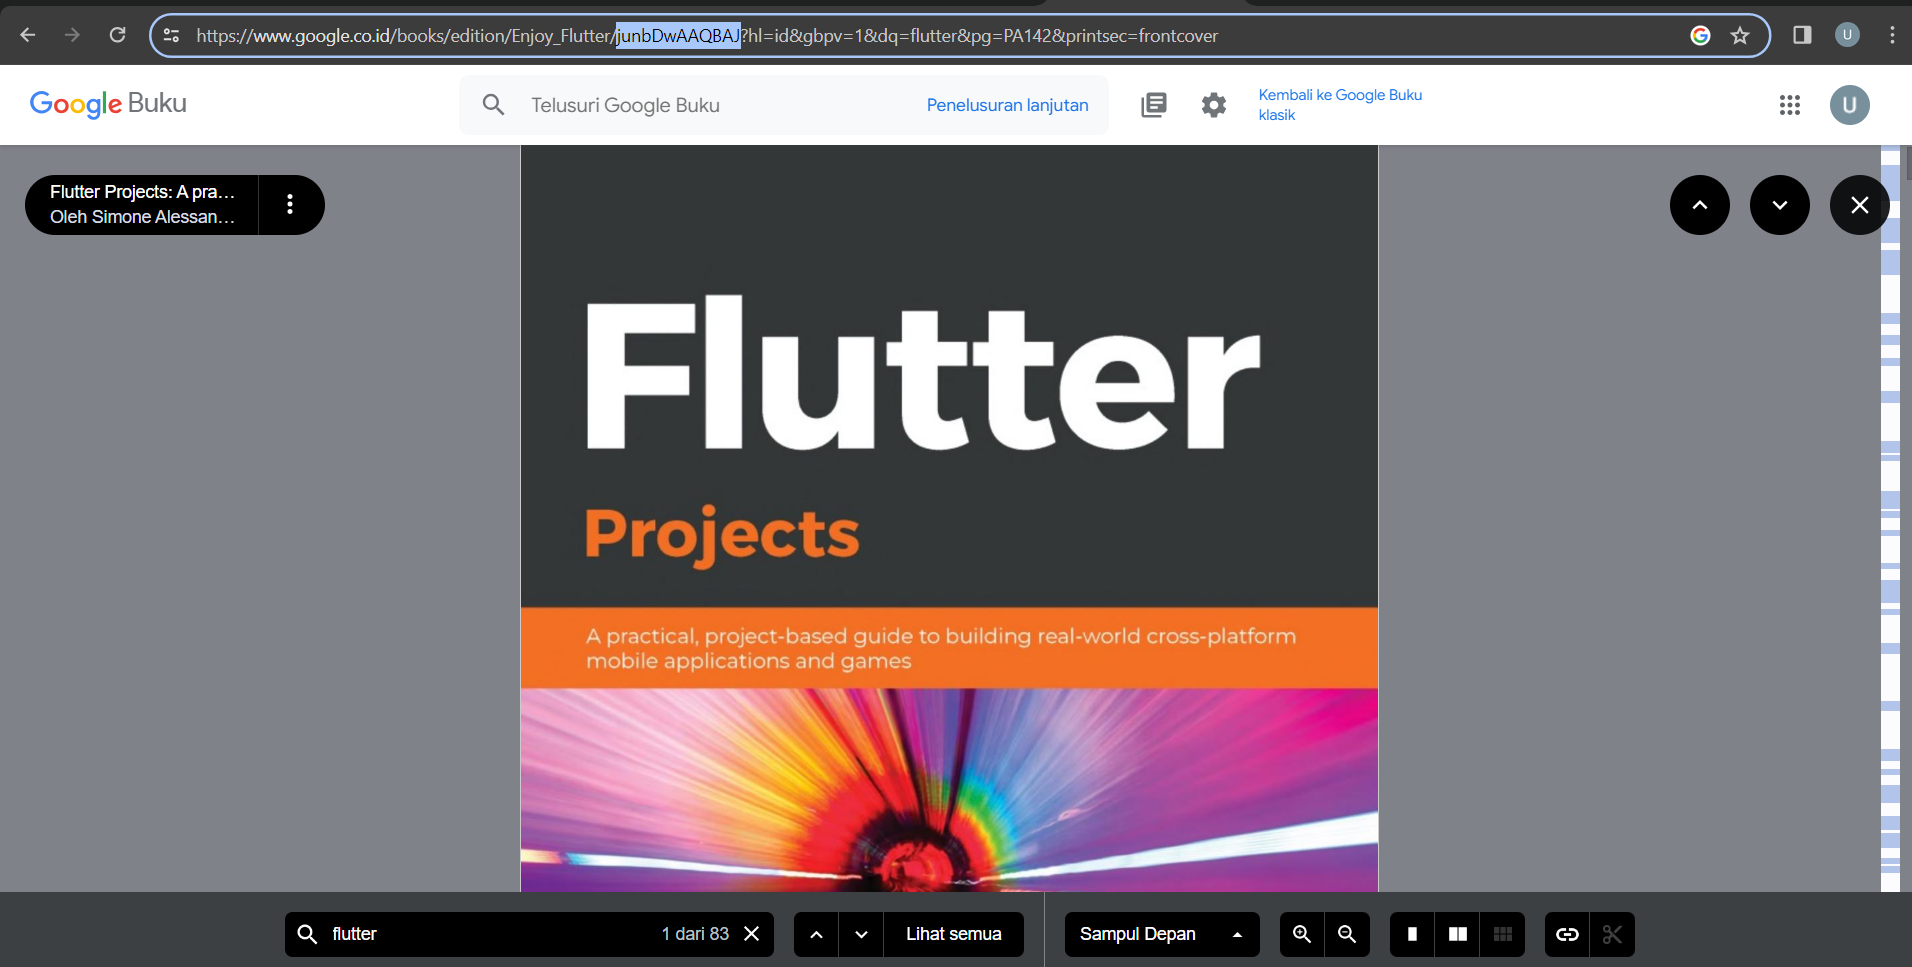 https://www.google.co.id/books/edition/Enjoy_Flutter/junbDwAAQBAJ?hl=id&gbpv=1&dq=flutter&pg=PA142&printsec=frontcover
U
Google Buku
Telusuri Google Buku
Penelusuran lanjutan
Kembali ke Google Buku
klasik
U
Flutter Projects: A pra...
Oleh Simone Alessan...
Flutter
Projects
A practical, project-based guide to building real-world cross-platform
mobile applications and games
flutter
1 dari 83
Lihat semua
Sampul Depan